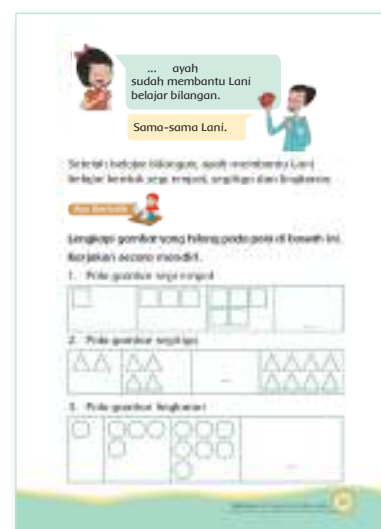 ... ayah
sudah membantu Lani
belajar bilangan.
Sama-sama Lani.
Setelah belajar bilangan, ayah membantu Lani
belajar bentuk segi empat, segitiga dan lingkaran.
Ayo Berlatih
Lengkapi gambar yang hilang pada pola di bawah ini.
Kerjakan secara mandiri.
1. Pola gambar segi empat
...
2. Pola gambar segitiga
...
3. Pola gambar lingkaran
...